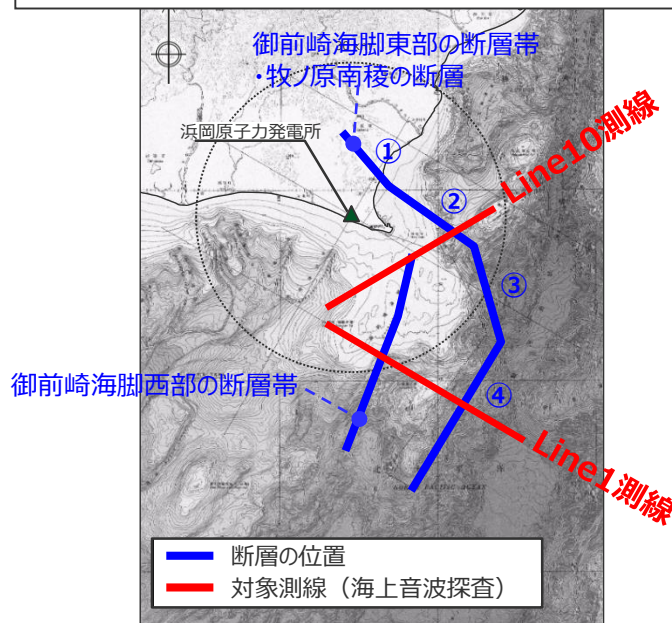 御前崎海脚東部の断層帯
・牧ノ原南稜の断層
浜岡原子力発電所
①
②
Line10測線
③
御前崎海脚西部の断層帯
④
Line1測線
断層の位置
対象測線（海上音波探査）